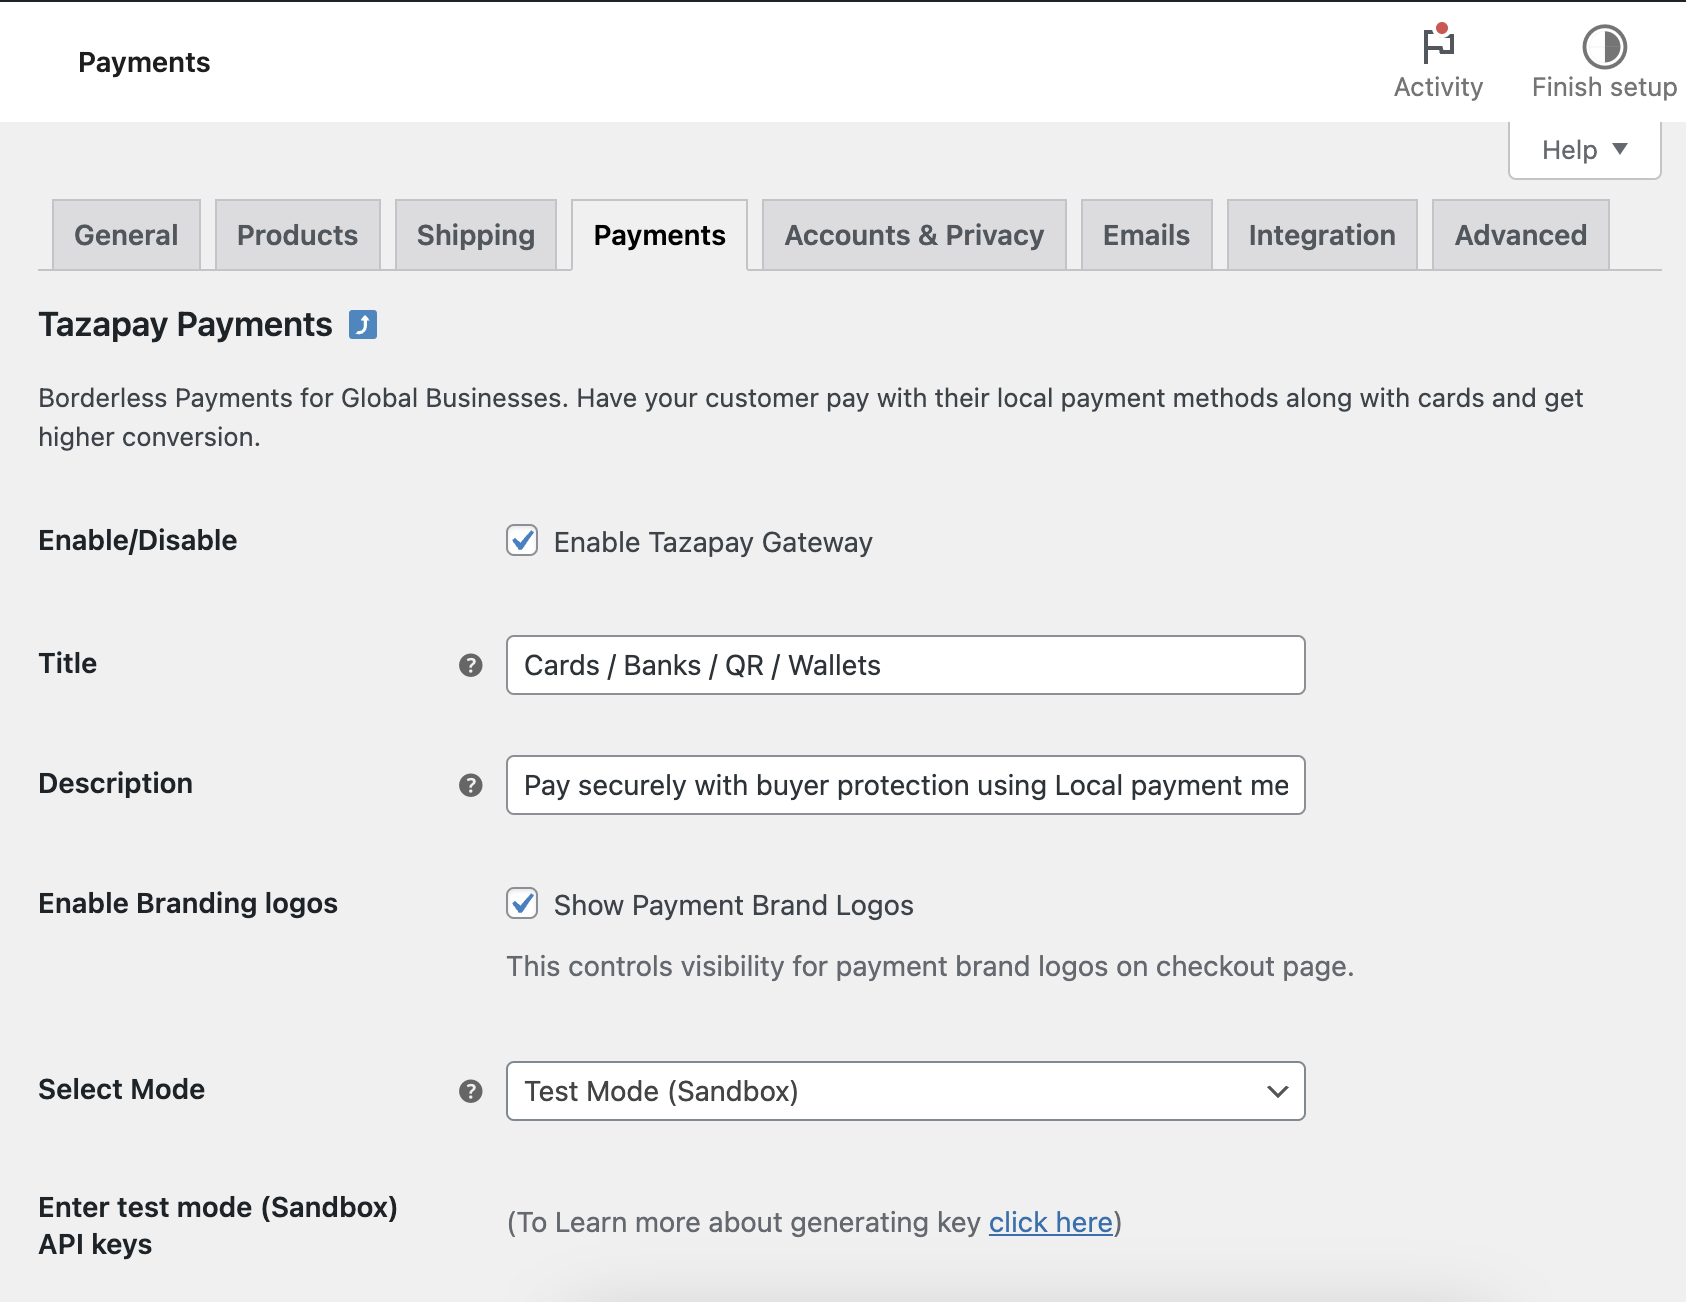 Payments
Activity
Finish setup
Help
General
Products
Shipping
Payments
Accounts & Privacy
Emails
Integration
Advanced
Tazapay Payments
Borderless Payments for Global Businesses. Have your customer pay with their local payment methods along with cards and get
higher conversion.
Enable/Disable
Enable Tazapay Gateway
Title
Cards / Banks / QR / Wallets
Description
Pay securely with buyer protection using Local payment me
Enable Branding logos
Show Payment Brand Logos
This controls visibility for payment brand logos on checkout page.
Select Mode
Test Mode (Sandbox)
Enter test mode (Sandbox)
API keys
(To Learn more about generating key click here)